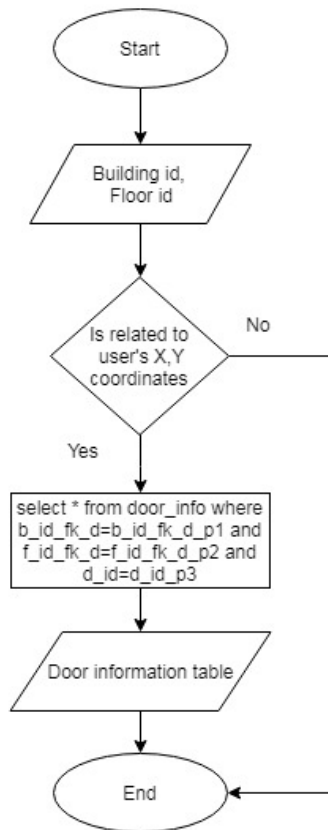 Start
Building id,
Floor id
Is related to
user's X,Y
coordinates
No
Yes
select * from door_info where
b_id_fk_d=b_id_fk_d_p1 and
f_id_fk_d=f_id_fk_d_p2 and
d_id=d_id_p3
Door information table
End